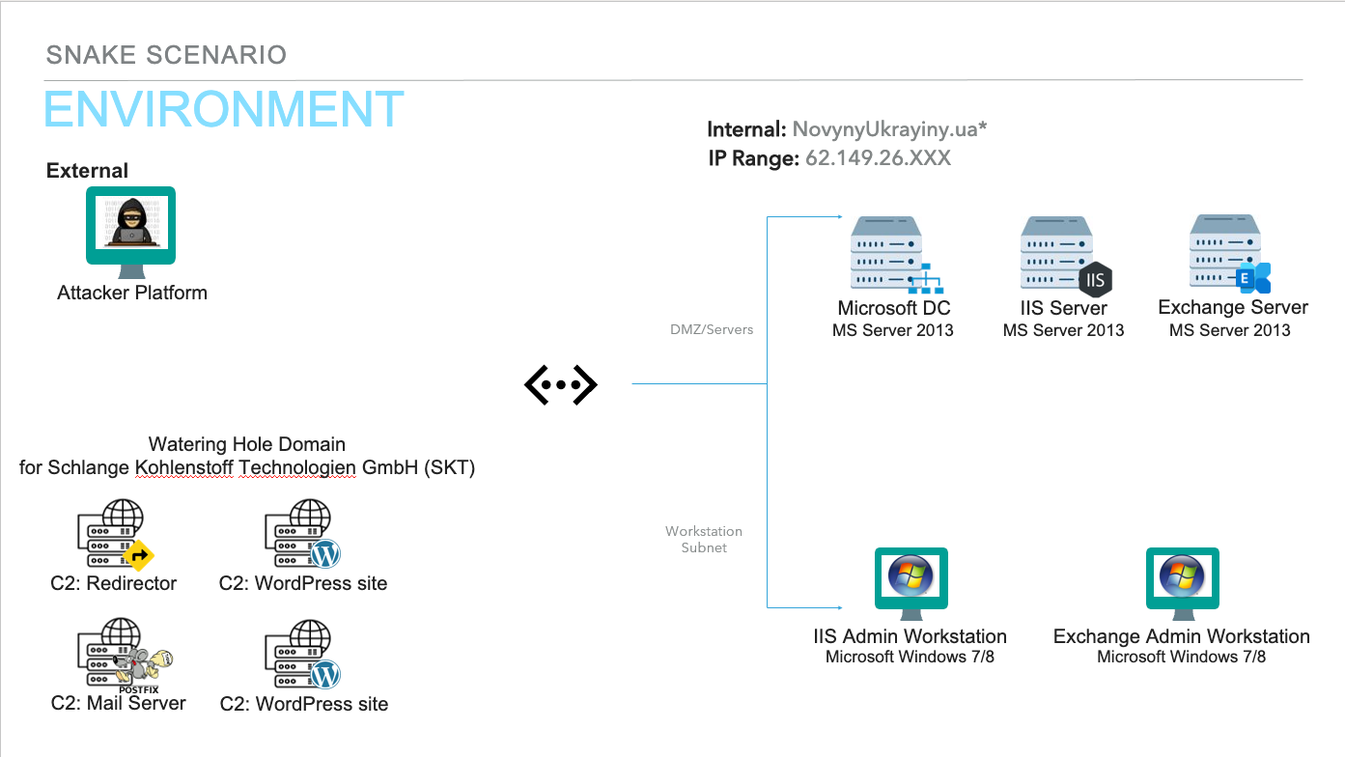 SNAKE SCENARIO
ENVIRONMENT
Internal: NovynyUkrayiny.ua*
IP Range: 62.149.26.XXX
External
Attacker Platform
DMZ/Servers
Microsoft DC
MS Server 2013
IIS
IIS Server
MS Server 2013
E
Exchange Server
MS Server 2013
Watering Hole Domain
for Schlange Kohlenstoff Technologien GmbH (SKT)
C2: Redirector
W
C2: WordPress site
POSTFIX
C2: Mail Server
W
C2: WordPress site
Workstation
Subnet
IIS Admin Workstation
Microsoft Windows 7/8
Exchange Admin Workstation
Microsoft Windows 7/8